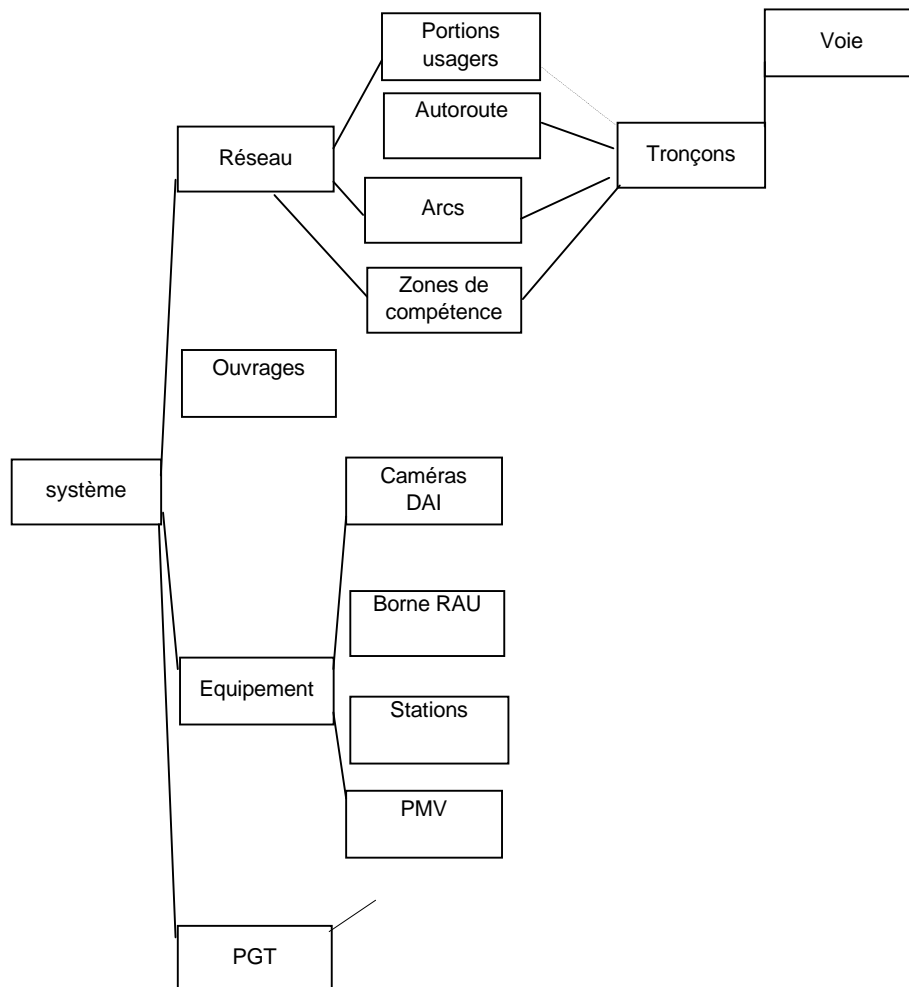 Portions
usagers
Voie
Autoroute
Réseau
Tronçons
Arcs
Zones de
compétence
Ouvrages
système
Caméras
DAI
Borne RAU
Equipement
Stations
PMV
PGT